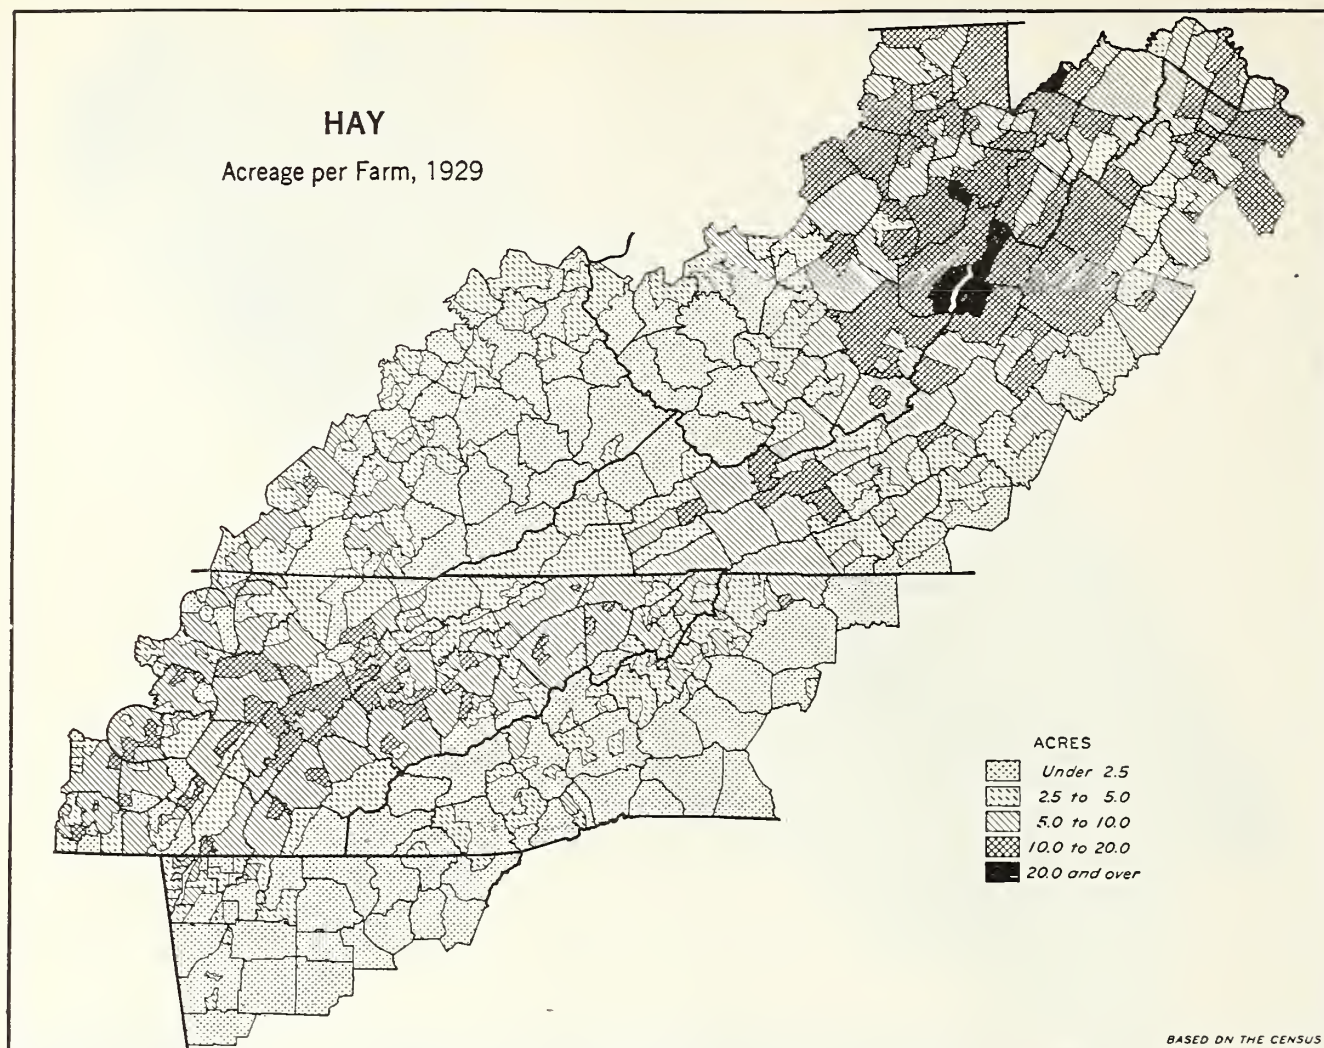 HAY
Acreage per Farm, 1929
ACRES
Under 2.5
2.5 to 5.0
5.0 to 10.0
10.0 to 20.0
20.0 and over
BASED ON THE CENSUS